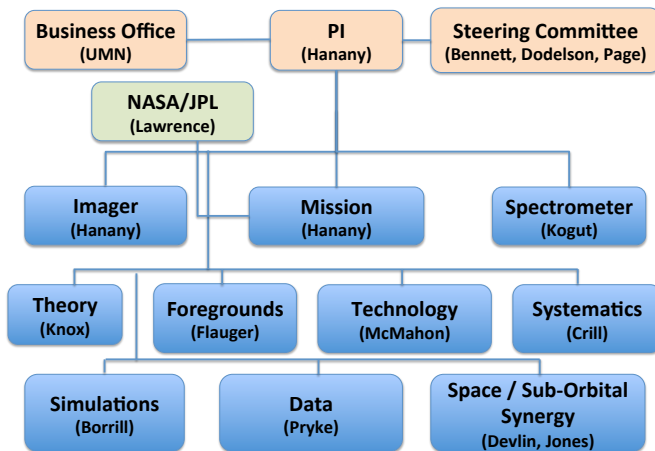 Business Office
(UMN)
PI
(Hanany)
Steering Committee
(Bennett, Dodelson, Page)
NASA/JPL
(Lawrence)
Imager
(Hanany)
Mission
(Hanany)
Spectrometer
(Kogut)
Theory
(Knox)
Foregrounds
(Flauger)
Technology
(McMahon)
Systematics
(Crill)
Simulations
(Borrill)
Data
(Pryke)
Space / Sub-Orbital
Synergy
(Devlin, Jones)